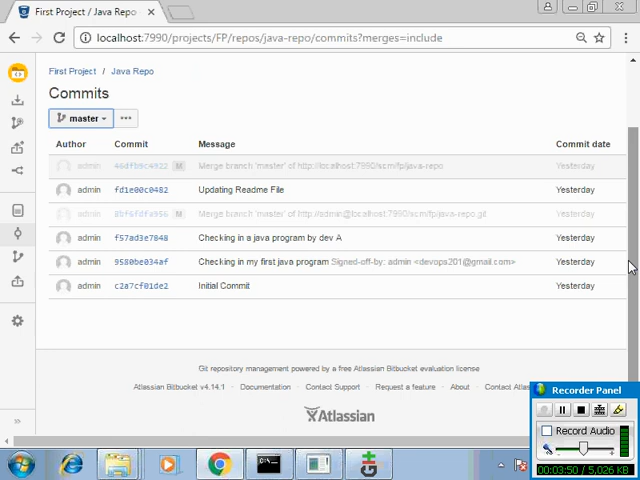 First Project / Java Repo
localhost:7990/projects/FP/repos/java-repo/commits?merges=include
First Project / Java Repo
Commits
master
Author Commit Message Commit date
admin 46dfb9c4922 M Merge branch 'master' of http://localhost:7990/scm/fp/java-repo Yesterday
admin fd1e00c0482 Updating Readme File Yesterday
admin 8bf6fdfa956 M Merge branch 'master' of http://admin@localhost:7990/scm/fp/java-repo.git Yesterday
admin f57ad3e7848 Checking in a java program by dev A Yesterday
admin 9580be034af Checking in my first java program Signed-off-by: admin <devops201@gmail.com> Yesterday
admin c2a7cf01de2 Initial Commit Yesterday
Git repository management powered by a free Atlassian Bitbucket evaluation license
Atlassian Bitbucket v4.14.1 · Documentation · Contact Support · Request a feature · About · Contact Atlas
Atlassian
Recorder Panel
Record Audio
00:03:50 / 5,026 KB